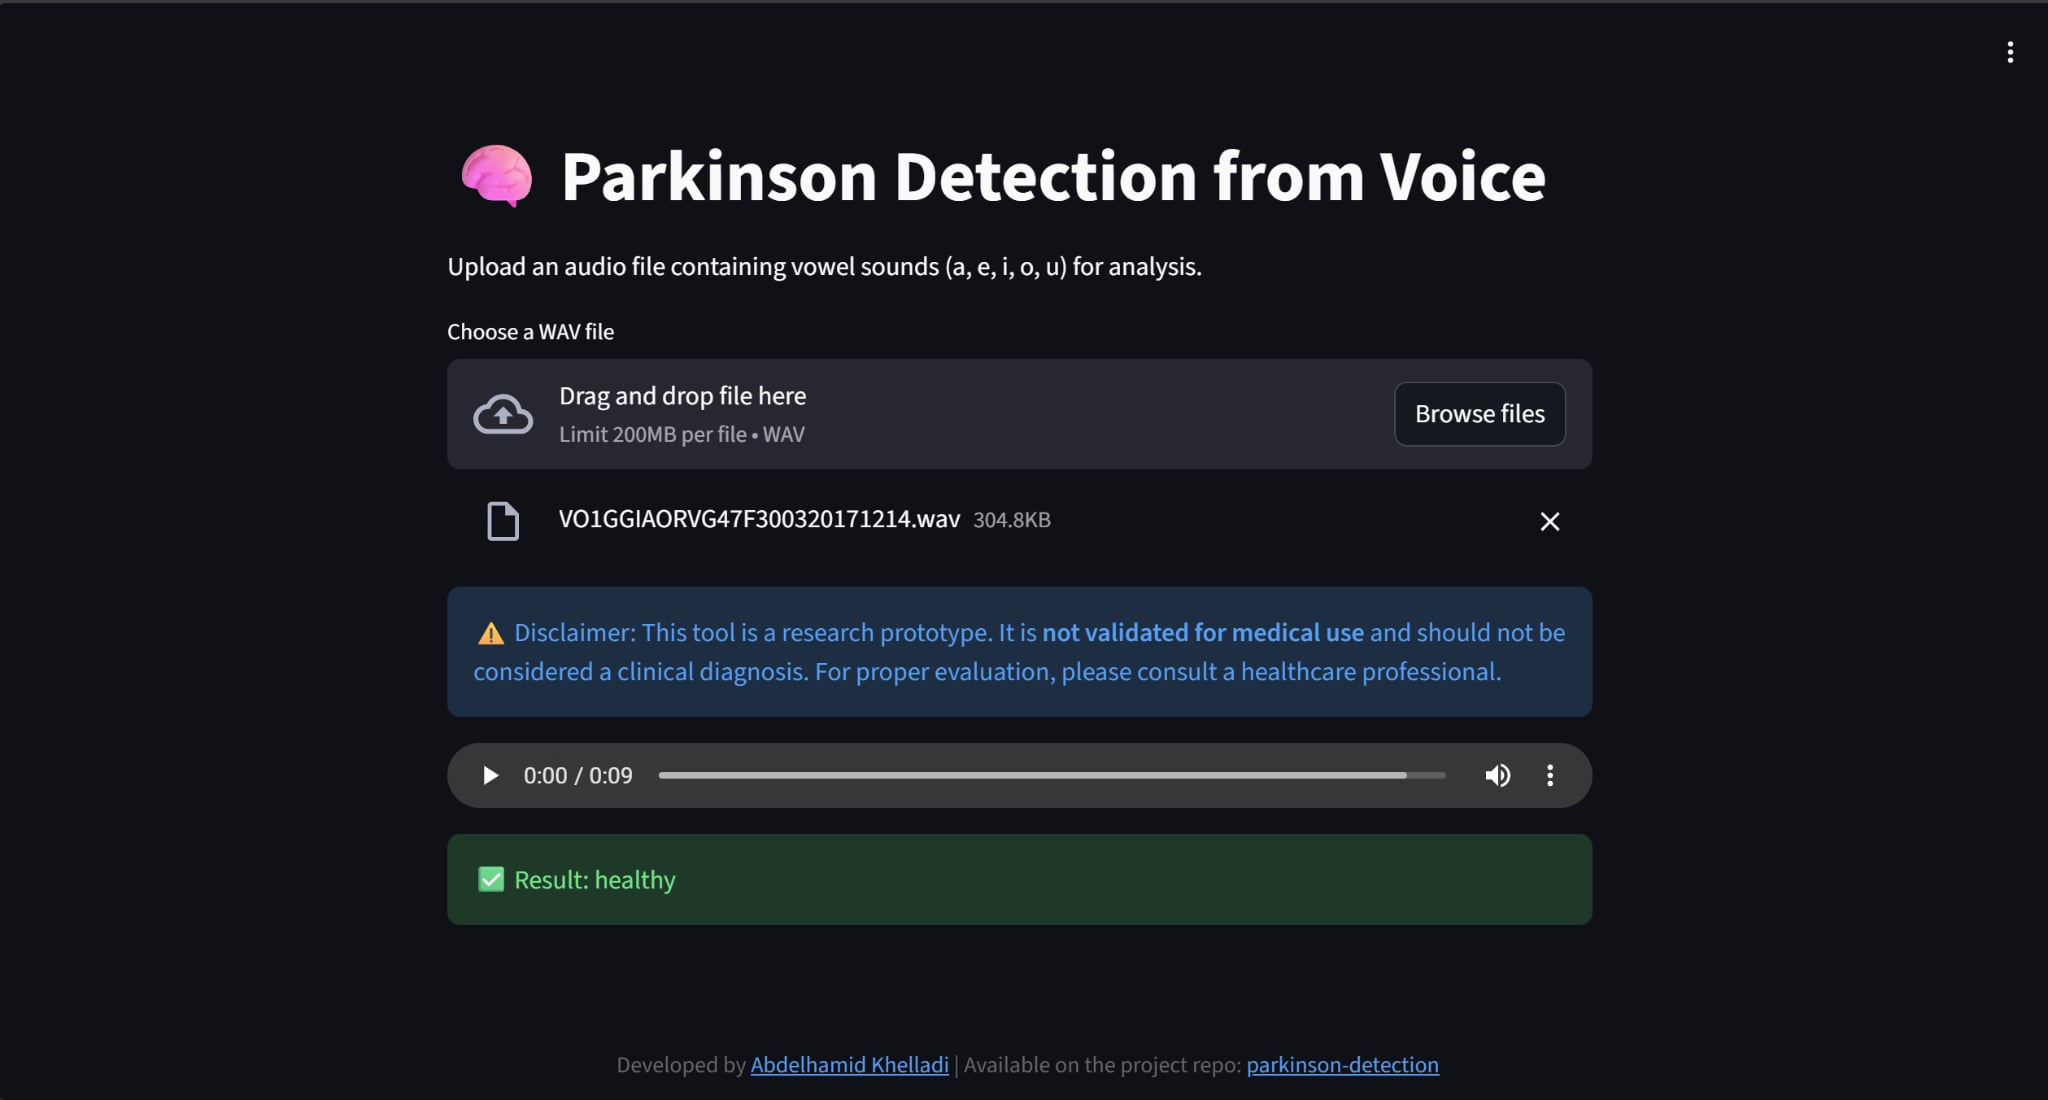 Parkinson Detection from Voice
Upload an audio file containing vowel sounds (a, e, i, o, u) for analysis.
Choose a WAV file
Drag and drop file here
Limit 200MB per file • WAV
Browse files
VO1GGIAORVG47F300320171214.wav 304.8KB
Disclaimer: This tool is a research prototype. It is not validated for medical use and should not be
considered a clinical diagnosis. For proper evaluation, please consult a healthcare professional.
0:00 / 0:09
Result: healthy
Developed by Abdelhamid Khelladi | Available on the project repo: parkinson-detection